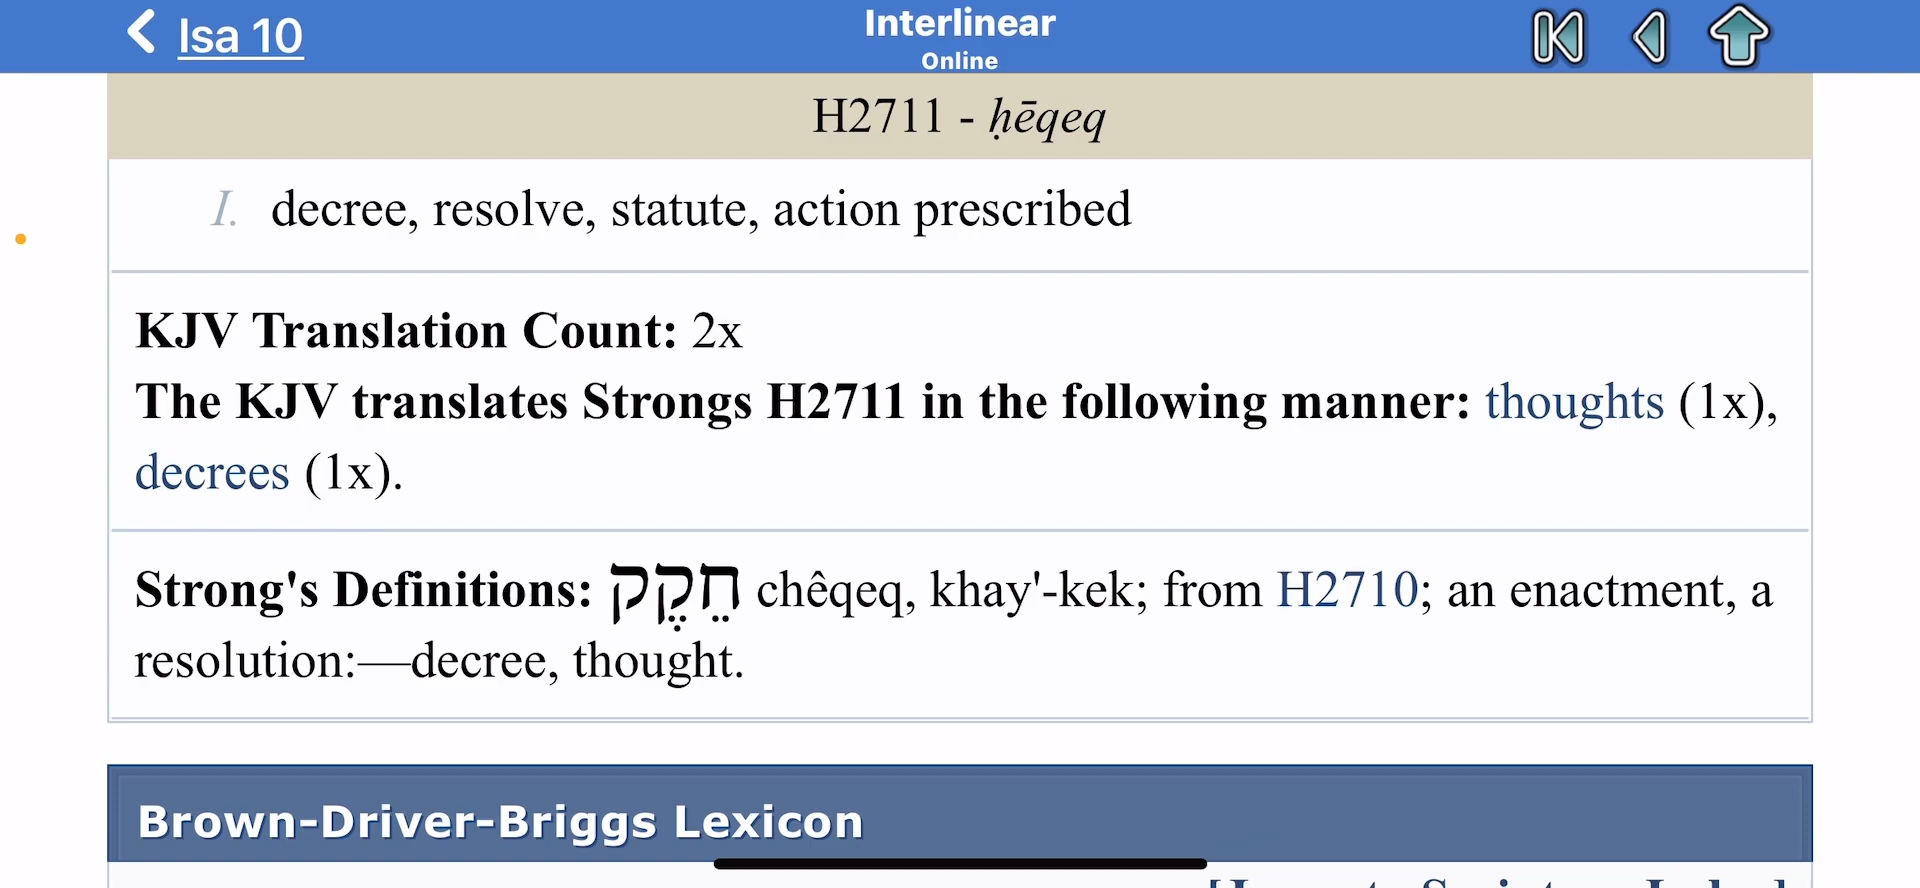 Isa 10
Interlinear
Online
H2711 - ḥēqeq
I. decree, resolve, statute, action prescribed
KJV Translation Count: 2x
The KJV translates Strongs H2711 in the following manner: thoughts (1x),
decrees (1x).
Strong's Definitions: חֵקֶק chêqeq, khay'-kek; from H2710; an enactment, a
resolution:—decree, thought.
Brown-Driver-Briggs Lexicon